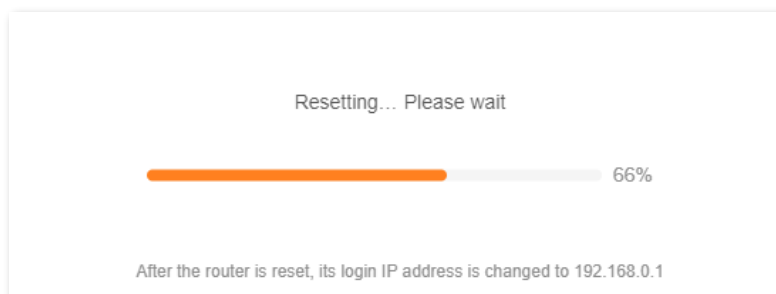 Resetting... Please wait
66%
After the router is reset, its login IP address is changed to 192.168.0.1